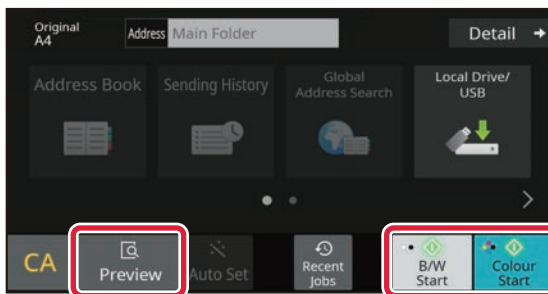 Original
A4
Address Main Folder
Detail
Address Book
Sending History
Global
Address Search
Local Drive/
USB
CA
Preview
Auto Set
Recent
Jobs
B/W
Start
Colour
Start